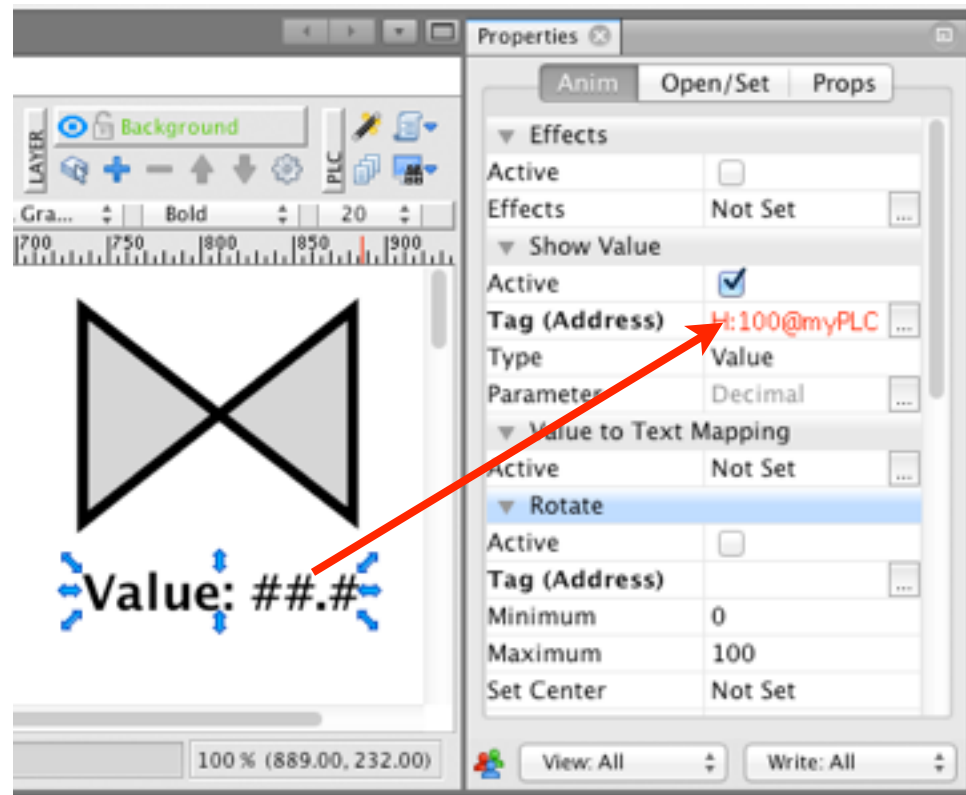 Properties
Anim Open/Set Props
LAYER
Background
PLC
Gra... Bold 20
700 750 800 850 900
Value: ##.#
100 % (889.00, 232.00)
Effects
Active
Effects Not Set ...
Show Value
Active
Tag (Address) H:100@myPLC ...
Type Value
Parameter Decimal ...
Value to Text Mapping
Active Not Set ...
Rotate
Active
Tag (Address) ...
Minimum 0
Maximum 100
Set Center Not Set
View: All Write: All